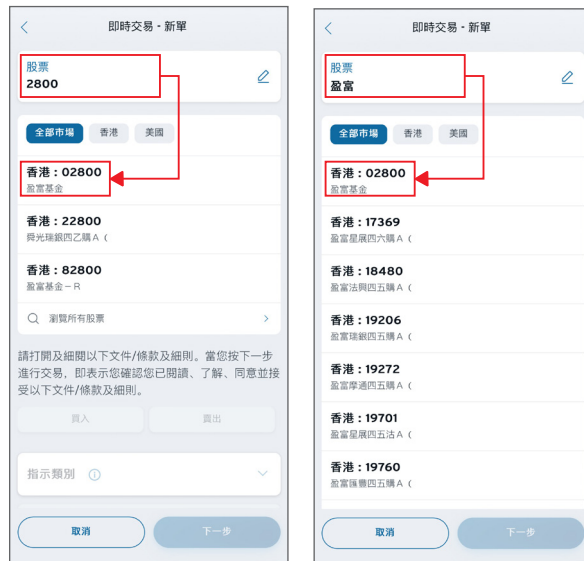 即時交易 - 新單
股票
2800
全部市場 香港 美國
香港：02800
盈富基金
香港：22800
舜光瑞銀四乙購A（
香港：82800
盈富基金－R
瀏覽所有股票
請打開及細閱以下文件/條款及細則。當您按下一步
進行交易，即表示您確認您已閱讀、了解、同意並接
受以下文件/條款及細則。
買入 賣出
指示類別
取消 下一步
即時交易 - 新單
股票
盈富
全部市場 香港 美國
香港：02800
盈富基金
香港：17369
盈富星展四六購A（
香港：18480
盈富法興四五購A（
香港：19206
盈富瑞銀四五購A（
香港：19272
盈富摩通四五購A（
香港：19701
盈富星展四五沽A（
香港：19760
盈富匯豐四五購A（
取消 下一步